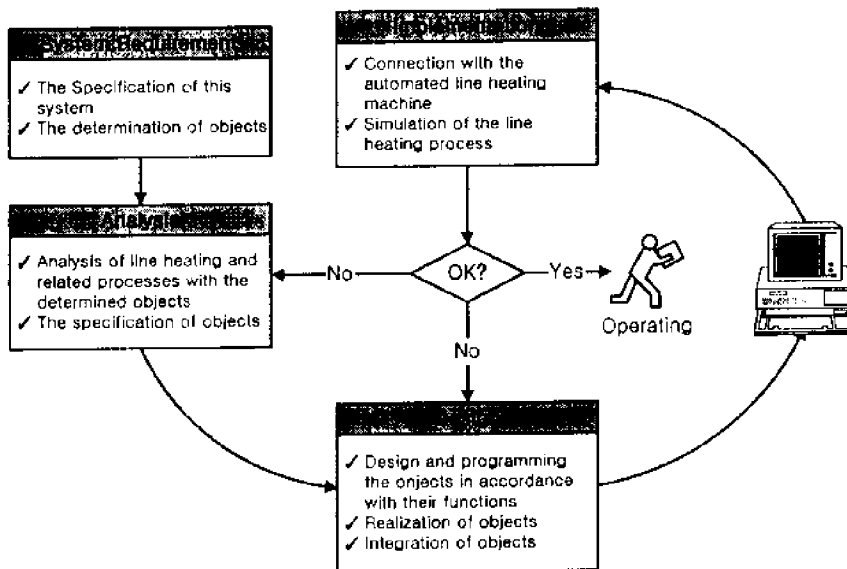 System Requirement
✓ The Specification of this
system
✓ The determination of objects
Implement
✓ Connection with the
automated line heating
machine
✓ Simulation of the line
heating process
Analysis
✓ Analysis of line heating and
related processes with the
determined objects
✓ The specification of objects
No
OK?
Yes
Operating
No
✓ Design and programming
the onjects in accordance
with their functions
✓ Realization of objects
✓ Integration of objects